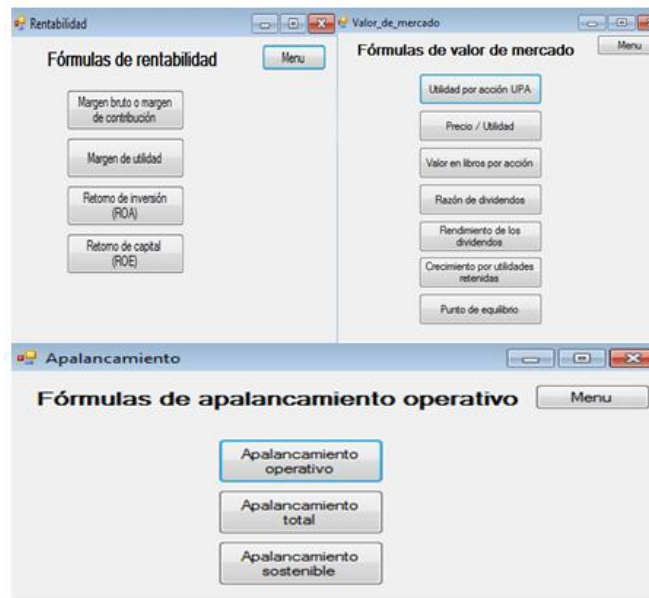 Rentabilidad
Fórmulas de rentabilidad
Menu
Margen bruto o margen
de contribución
Margen de utilidad
Retorno de inversión
(ROA)
Retorno de capital
(ROE)
Valor_de_mercado
Fórmulas de valor de mercado
Menu
Utilidad por acción UPA
Precio / Utilidad
Valor en libros por acción
Razón de dividendos
Rendimiento de los
dividendos
Crecimiento por utilidades
retenidas
Punto de equilibrio
Apalancamiento
Fórmulas de apalancamiento operativo
Menu
Apalancamiento
operativo
Apalancamiento
total
Apalancamiento
sostenible